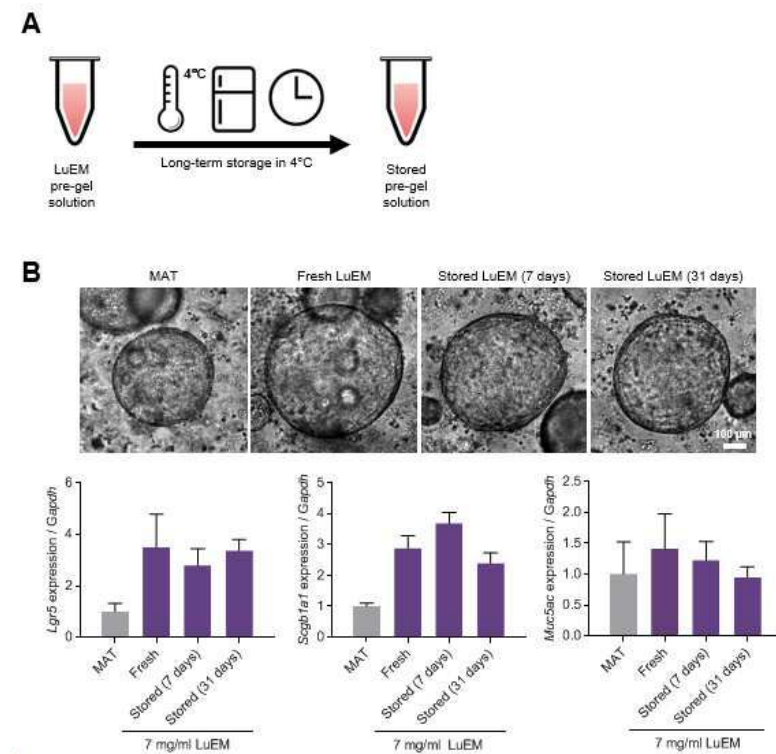 A
4°C
LuEM
pre-gel
solution
Long-term storage in 4°C
Stored
pre-gel
solution
B
MAT
Fresh LuEM
Stored LuEM (7 days)
Stored LuEM (31 days)
100 µm
Lgr5 expression / Gapdh
6
4
2
0
MAT
Fresh
Stored (7 days)
Stored (31 days)
7 mg/ml LuEM
Scgb1a1 expression / Gapdh
5
4
3
2
1
0
MAT
Fresh
Stored (7 days)
Stored (31 days)
7 mg/ml LuEM
Muc5ac expression / Gapdh
2.5
2.0
1.5
1.0
0.5
0.0
MAT
Fresh
Stored (7 days)
Stored (31 days)
7 mg/ml LuEM